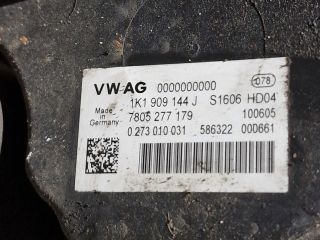 VW AG 0000000000 078
1K1 909 144 J S1606 HD04
Made in Germany
7805 277 179 100605
0 273 010 031 586322 000661